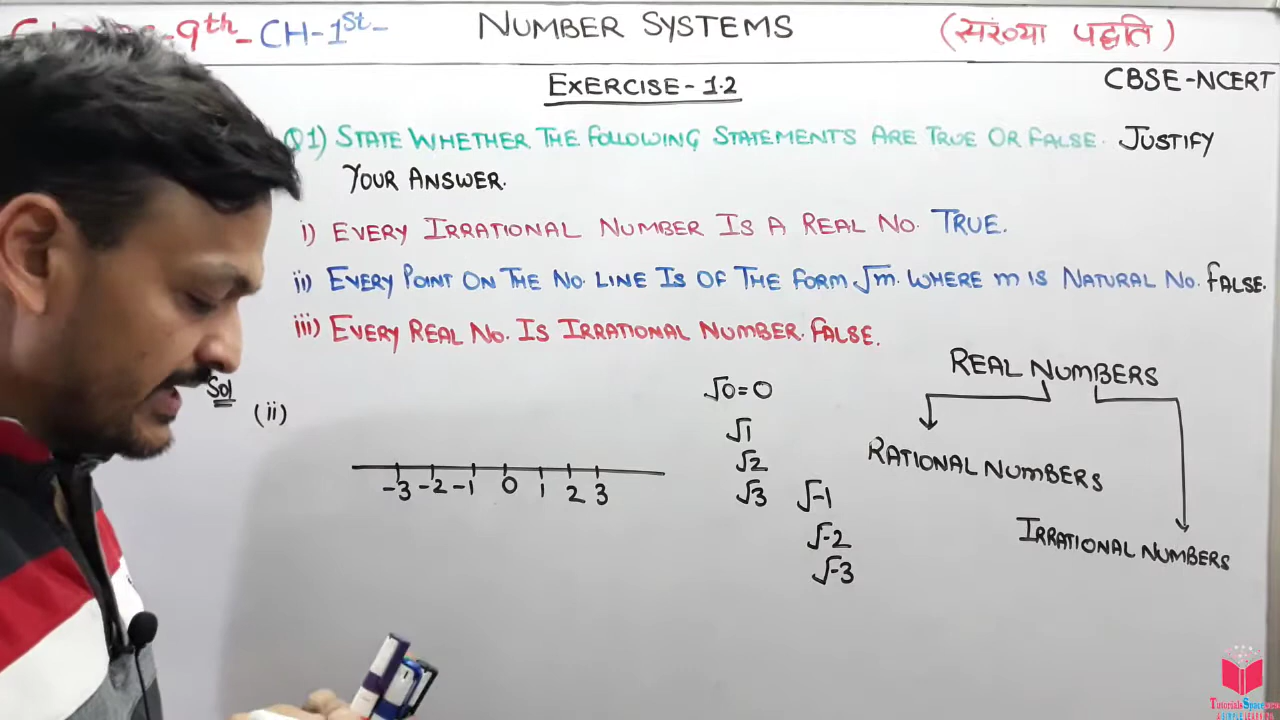 9th - CH-1st- NUMBER SYSTEMS (संख्या पद्धति)
EXERCISE-1.2
CBSE-NCERT
Q1) STATE WHETHER THE FOLLOWING STATEMENTS ARE TRUE OR FALSE. JUSTIFY
YOUR ANSWER.
i) EVERY IRRATIONAL NUMBER IS A REAL NO. TRUE.
ii) EVERY POINT ON THE NO. LINE IS OF THE FORM √m. WHERE m IS NATURAL NO. FALSE.
iii) EVERY REAL NO. IS IRRATIONAL NUMBER. FALSE.
Sol
(ii)
-3 -2 -1 0 1 2 3
√0=0
√1
√2
√3
√-1
√-2
√-3
REAL NUMBERS
RATIONAL NUMBERS
IRRATIONAL NUMBERS